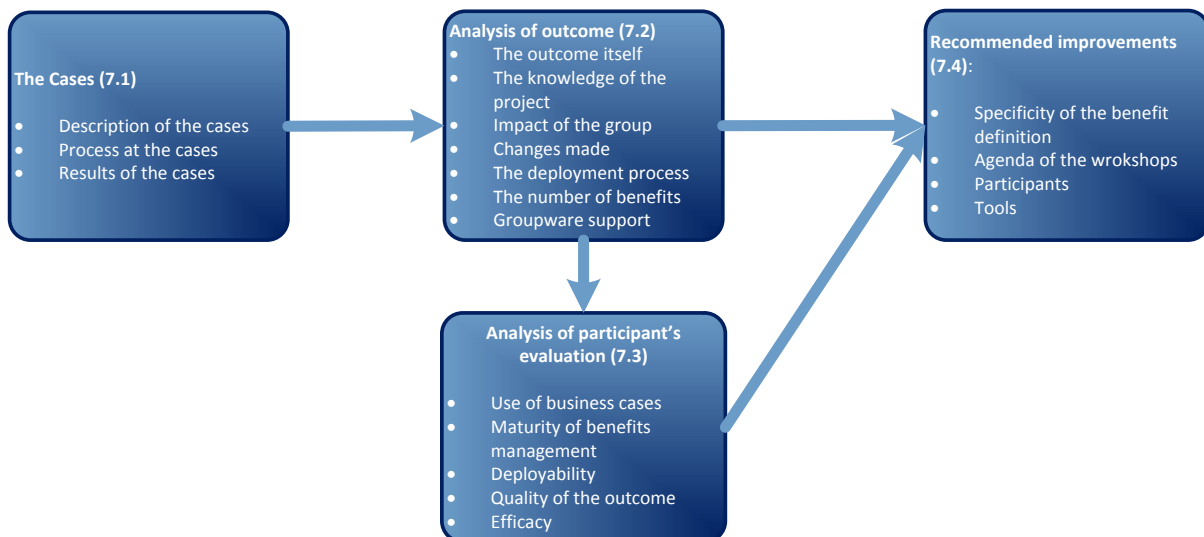 The Cases (7.1)
• Description of the cases
• Process at the cases
• Results of the cases
Analysis of outcome (7.2)
• The outcome itself
• The knowledge of the
project
• Impact of the group
• Changes made
• The deployment process
• The number of benefits
• Groupware support
Analysis of participant’s
evaluation (7.3)
• Use of business cases
• Maturity of benefits
management
• Deployability
• Quality of the outcome
• Efficacy
Recommended improvements
(7.4):
• Specificity of the benefit
definition
• Agenda of the wrokshops
• Participants
• Tools